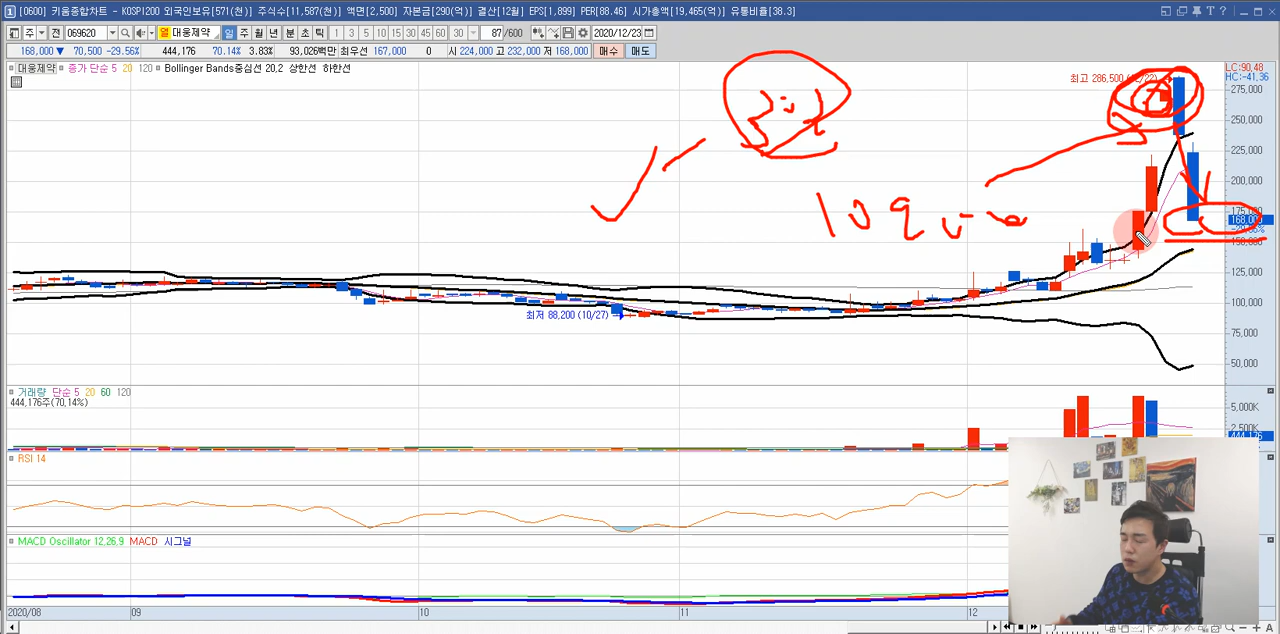 [0600] 키움종합차트 - KOSPI200 외국인보유[571(천)] 주식수[11,587(천)] 액면[2,500] 자본금[290(억)] 결산[12월] EPS[1,899] PER[88.46] 시가총액[19,465(억)] 유통비율[38.3]
주 전 069620 대웅제약 일 주 월 년 분 초 틱 1 3 5 10 15 30 45 60 30 87 /600 2020/12/23
168,000 ▼ 70,500 -29.56% 444,176 70.14% 3.83% 93,026백만 최우선 167,000 0 시 224,000 고 232,000 저 168,000 매수 매도
대웅제약 종가 단순 5 20 120 Bollinger Bands중심선 20,2 상한선 하한선
LC:90.48
HC:-41.36
최고 286,500 (12/22)
275,000
250,000
225,000
200,000
175,000
168,000
150,000
125,000
100,000
75,000
50,000
최저 88,200 (10/27)
10
거래량 단순 5 20 60 120
444,176주(70,14%)
5,000K
2,500K
444,176
RSI 14
MACD Oscillator 12,26,9 MACD 시그널
2020/08 09 10 11 12